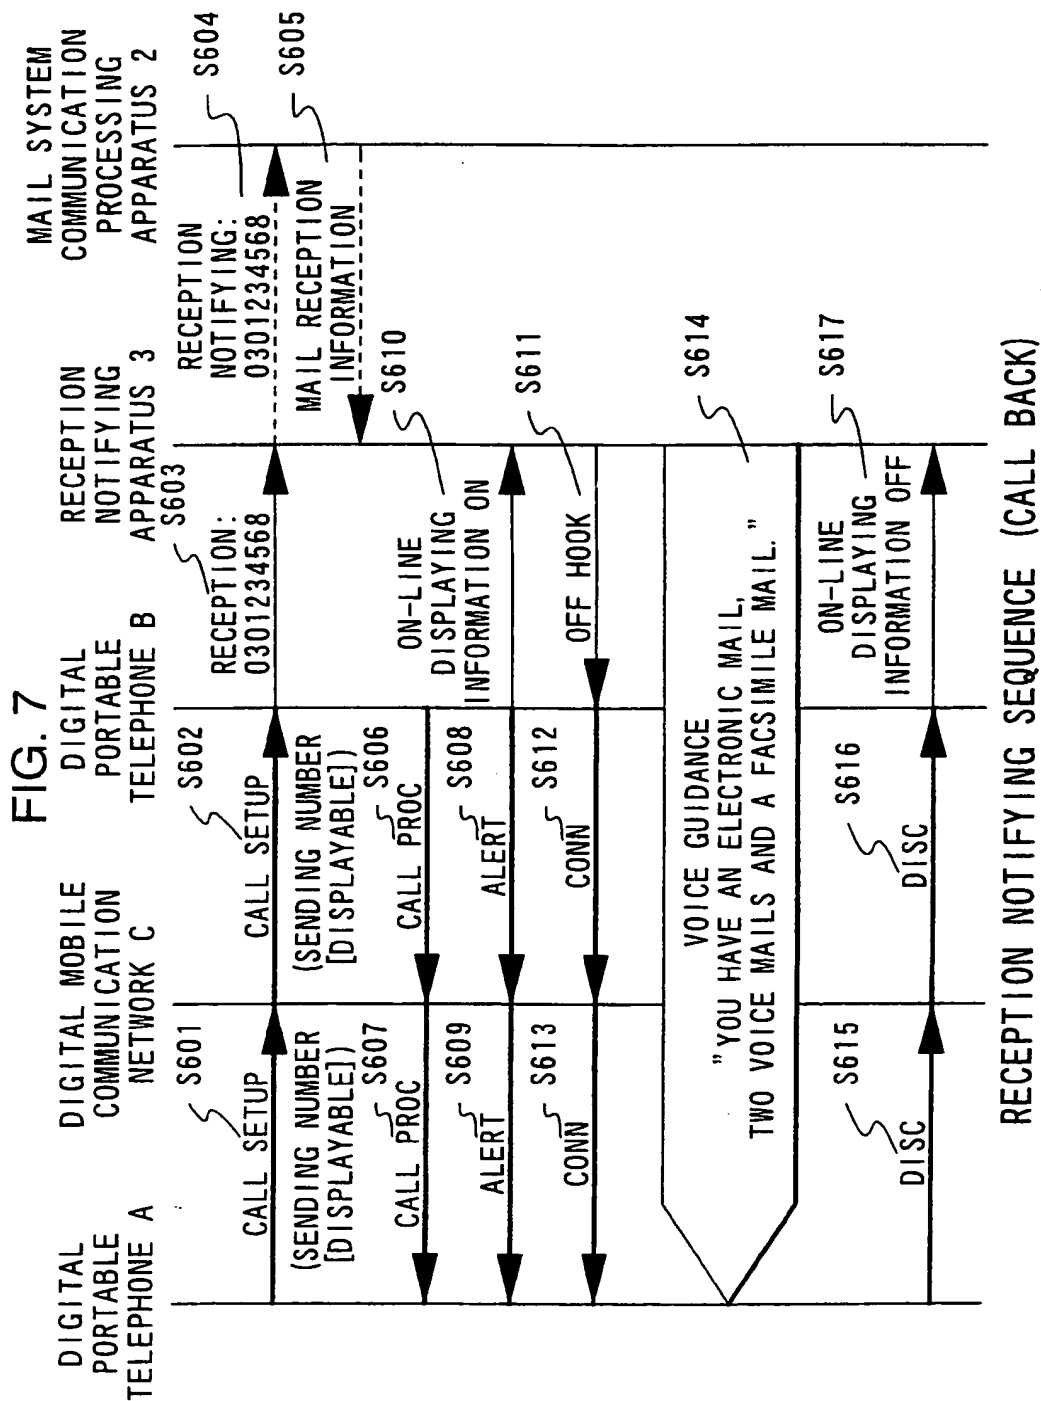 FIG. 7
DIGITAL
PORTABLE
TELEPHONE A
DIGITAL MOBILE
COMMUNICATION
NETWORK C
DIGITAL
PORTABLE
TELEPHONE B
RECEPTION
NOTIFYING
APPARATUS 3
MAIL SYSTEM
COMMUNICATION
PROCESSING
APPARATUS 2
S601
CALL SETUP
(SENDING NUMBER
[DISPLAYABLE])
S602
CALL SETUP
(SENDING NUMBER
[DISPLAYABLE])
S603
RECEPTION:
0301234568
RECEPTION
NOTIFYING:
0301234568
S604
MAIL RECEPTION
INFORMATION
S605
S607
CALL PROC
S606
CALL PROC
S609
ALERT
S608
ALERT
ON-LINE
DISPLAYING
INFORMATION ON
S610
S613
CONN
S612
CONN
OFF HOOK
S611
VOICE GUIDANCE
"YOU HAVE AN ELECTRONIC MAIL,
TWO VOICE MAILS AND A FACSIMILE MAIL."
S614
S615
DISC
S616
DISC
ON-LINE
DISPLAYING
INFORMATION OFF
S617
RECEPTION NOTIFYING SEQUENCE (CALL BACK)